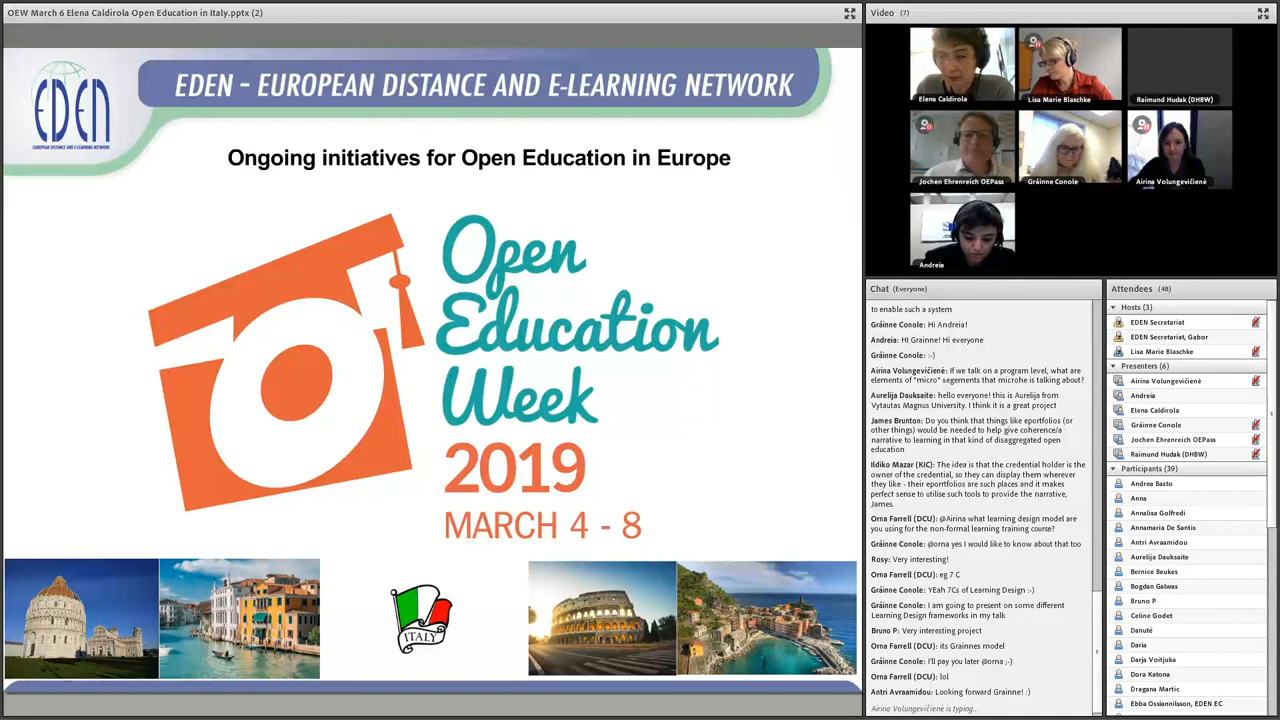 OEW March 6 Elena Caldirola Open Education in Italy.pptx (2)
EDEN
EUROPEAN DISTANCE AND E-LEARNING NETWORK
EDEN – EUROPEAN DISTANCE AND E-LEARNING NETWORK
Ongoing initiatives for Open Education in Europe
Open
Education
Week
2019
MARCH 4 - 8
ITALY
Video (7)
Elena Caldirola
Lisa Marie Blaschke
Raimund Hudak (DHBW)
Jochen Ehrenreich OEPass
Gráinne Conole
Airina Volungevičienė
Andreia
Chat (Everyone)
to enable such a system
Gráinne Conole: Hi Andreia!
Andreia: HI Grainne! Hi everyone
Gráinne Conole: :-)
Airina Volungevičienė: If we talk on a program level, what are
elements of "micro" segements that microhe is talking about?
Aurelija Dauksaite: hello everyone! this is Aurelija from
Vytautas Magnus University. I think it is a great project
James Brunton: Do you think that things like eportfolios (or
other things) would be needed to help give coherence/a
narrative to learning in that kind of disaggregated open
education
Ildiko Mazar (KIC): The idea is that the credential holder is the
owner of the credential, so they can display them wherever
they like - their eporrtfolios are such places and it makes
perfect sense to utilise such tools to provide the narrative,
James.
Orna Farrell (DCU): @Airina what learning design model are
you using for the non-formal learning training course?
Gráinne Conole: @orna yes I would like to know about that too
Rosy: Very interesting!
Orna Farrell (DCU): eg 7 C
Gráinne Conole: YEah 7Cs of Learning Design :-)
Gráinne Conole: I am going to present on some different
Learning Design frameworks in my talk
Bruno P: Very interesting project
Orna Farrell (DCU): its Grainnes model
Gráinne Conole: I'll pay you later @orna ;-)
Orna Farrell (DCU): lol
Antri Avraamidou: Looking forward Grainne! :)
Airina Volungevičienė is typing...
Attendees (48)
Hosts (3)
EDEN Secretariat
EDEN Secretariat, Gabor
Lisa Marie Blaschke
Presenters (6)
Airina Volungevičienė
Andreia
Elena Caldirola
Gráinne Conole
Jochen Ehrenreich OEPass
Raimund Hudak (DHBW)
Participants (39)
Andrea Basto
Anna
Annalisa Golfredi
Annamaria De Santis
Antri Avraamidou
Aurelija Dauksaite
Bernice Beukes
Bogdan Galwas
Bruno P
Celine Godet
Danutė
Daria
Darja Voitjuka
Dora Katona
Dragana Martic
Ebba Ossiannilsson, EDEN EC